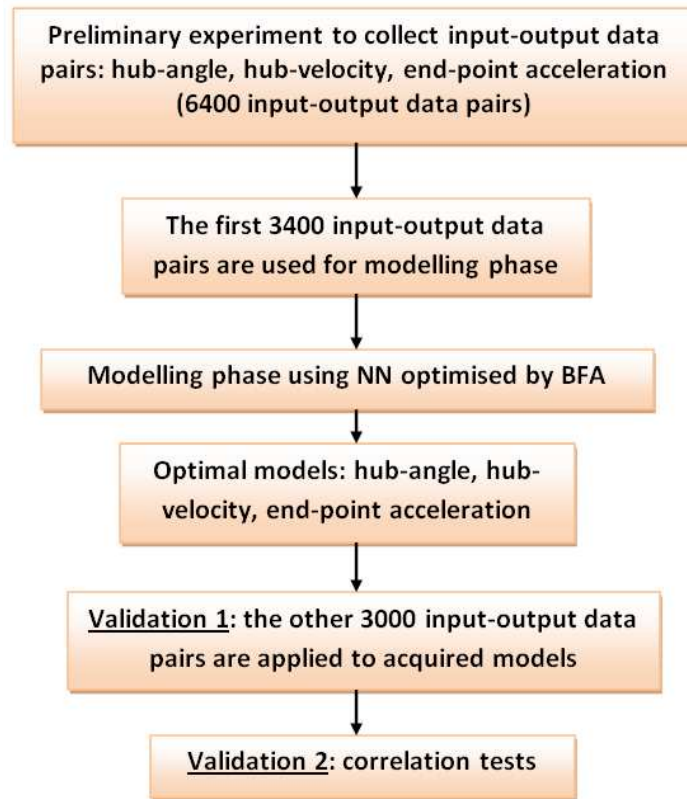 Preliminary experiment to collect input-output data
pairs: hub-angle, hub-velocity, end-point acceleration
(6400 input-output data pairs)
The first 3400 input-output data
pairs are used for modelling phase
Modelling phase using NN optimised by BFA
Optimal models: hub-angle, hub-
velocity, end-point acceleration
Validation 1: the other 3000 input-output data
pairs are applied to acquired models
Validation 2: correlation tests